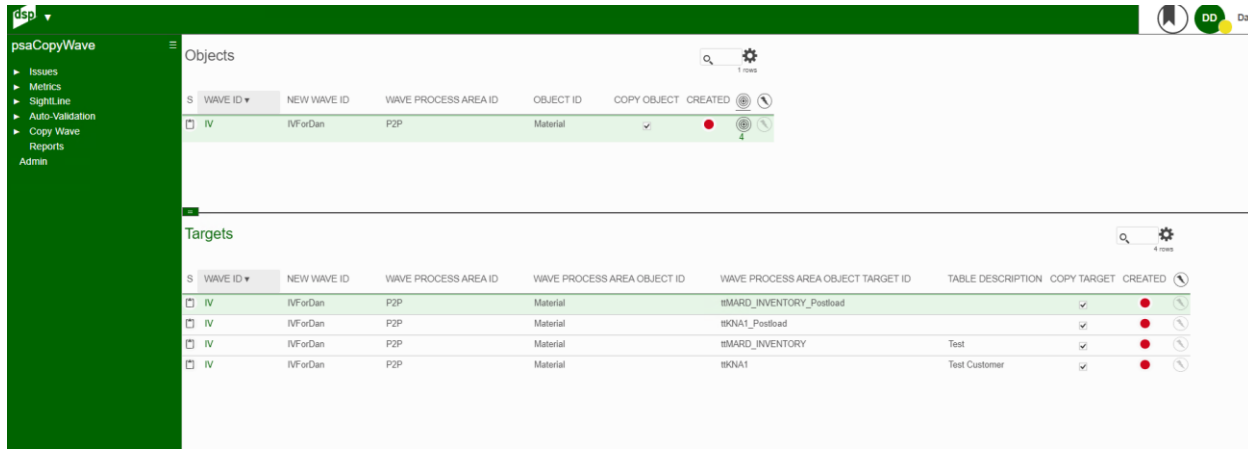 dsp
DD Da
psaCopyWave
Issues
Metrics
SightLine
Auto-Validation
Copy Wave
Reports
Admin
Objects
1 rows
S WAVE ID NEW WAVE ID WAVE PROCESS AREA ID OBJECT ID COPY OBJECT CREATED
IV IVForDan P2P Material
4
Targets
4 rows
S WAVE ID NEW WAVE ID WAVE PROCESS AREA ID WAVE PROCESS AREA OBJECT ID WAVE PROCESS AREA OBJECT TARGET ID TABLE DESCRIPTION COPY TARGET CREATED
IV IVForDan P2P Material ttMARD_INVENTORY_Postload
IV IVForDan P2P Material ttKNA1_Postload
IV IVForDan P2P Material ttMARD_INVENTORY Test
IV IVForDan P2P Material ttKNA1 Test Customer